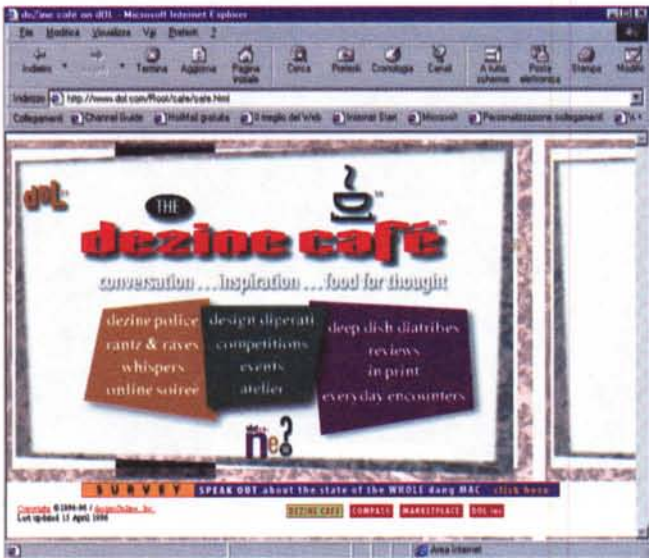 deZine café on dOL - Microsoft Internet Explorer
File Modifica Visualizza Vai Preferiti ?
Indietro Termina Aggiorna Pagina iniziale Cerca Preferiti Cronologia Canali A tutto schermo Posta elettronica Stampa Modifica
Indirizzo http://www.dol.com/Root/cafe/cafe.html
Collegamenti Channel Guide HotMail gratuita Il meglio del Web Internet Start Microsoft Personalizzazione collegamenti
dOL
THE
dezine café
conversation ...inspiration ...food for thought
dezine police
rantz & raves
whispers
online soiree
design digerati
competitions
events
atelier
deep dish diatribes
reviews
in print
everyday encounters
ne?
SURVEY SPEAK OUT about the state of the WHOLE dang MAC click here
Copyright ©1996-98 / designOnline, Inc.
Last updated 13 April 1998
DEZINE CAFE COMPASS MARKETPLACE DOL inc
Area Internet